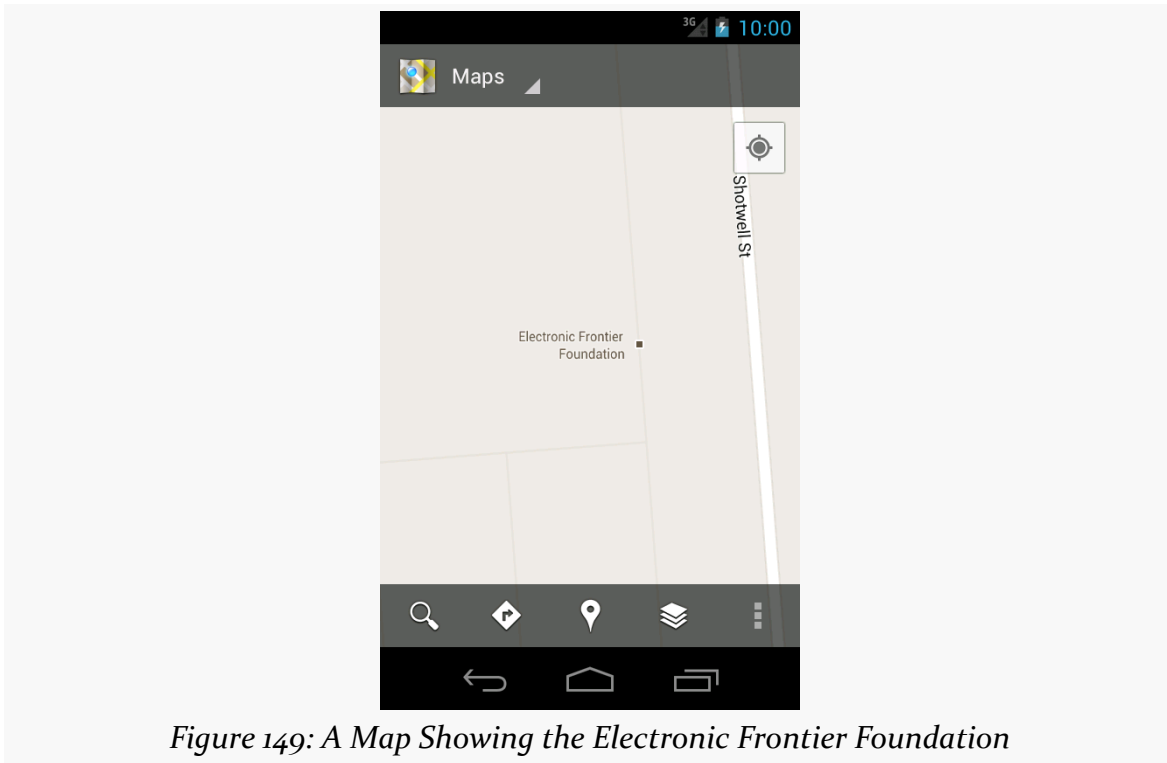 3G 10:00
Maps
Shotwell St
Electronic Frontier
Foundation
Figure 149: A Map Showing the Electronic Frontier Foundation